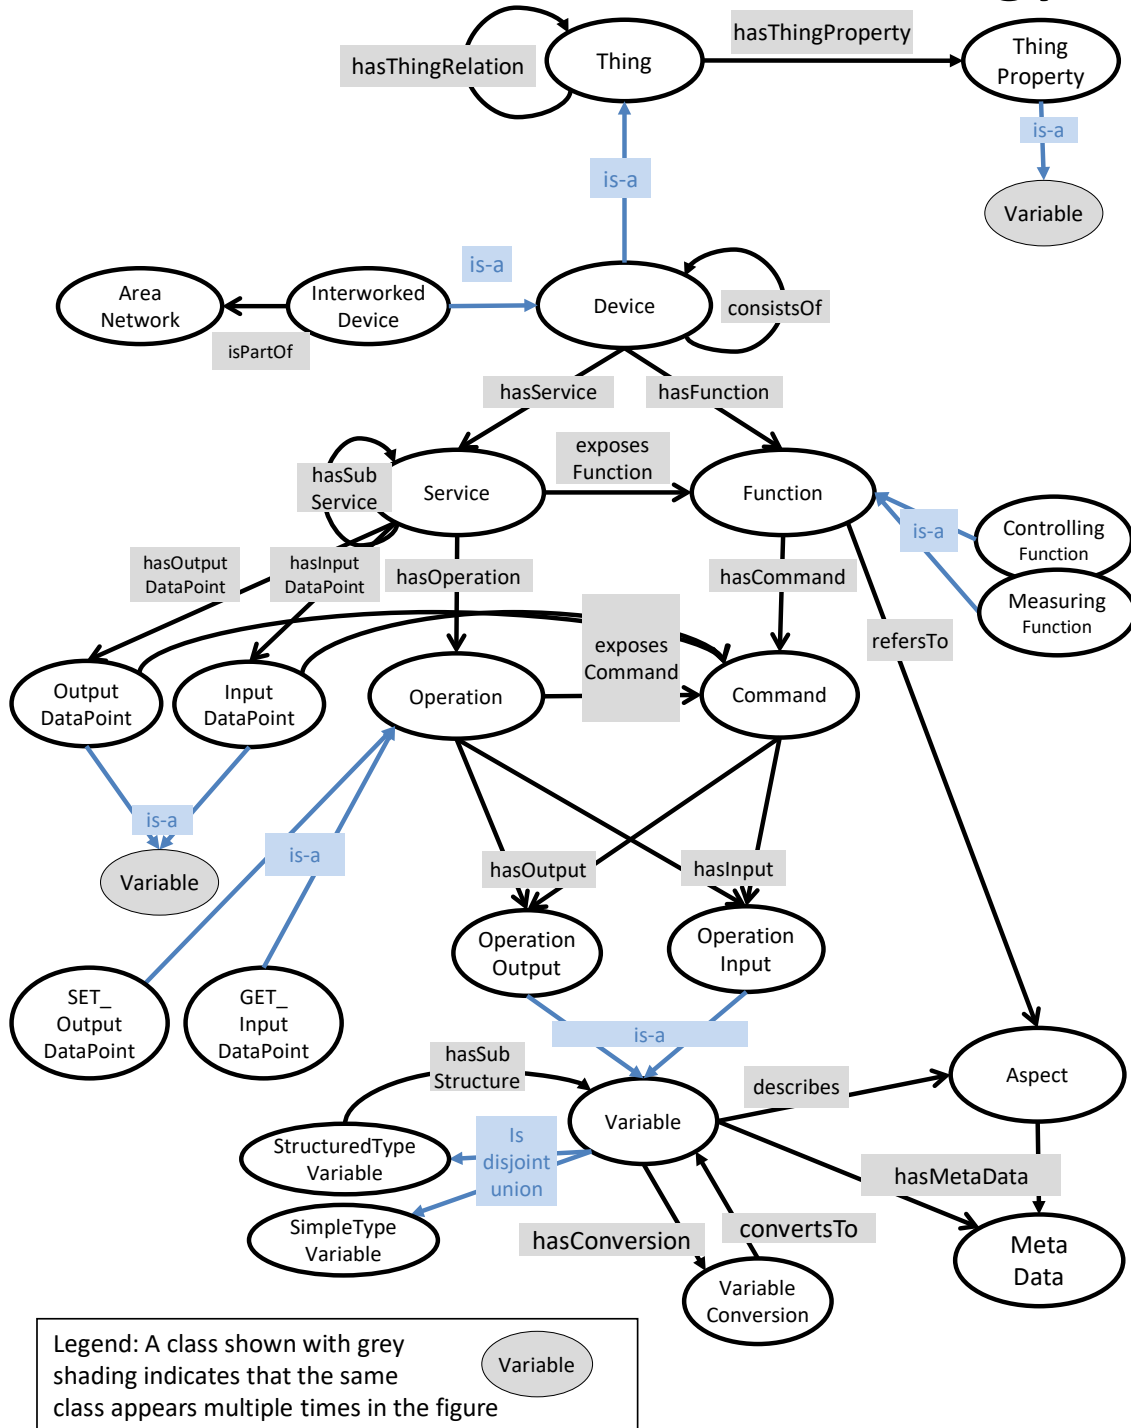 hasThingProperty
hasThingRelation
Thing
Thing
Property
is-a
is-a
Variable
is-a
Area
Network
Interworked
Device
Device
consistsOf
isPartOf
hasService
hasFunction
exposes
Function
hasSub
Service
Service
Function
is-a
Controlling
Function
hasOutput
DataPoint
hasInput
DataPoint
hasOperation
hasCommand
Measuring
Function
refersTo
exposes
Command
Output
DataPoint
Input
DataPoint
Operation
Command
is-a
is-a
Variable
hasOutput
hasInput
Operation
Output
Operation
Input
SET_
Output
DataPoint
GET_
Input
DataPoint
is-a
hasSub
Structure
describes
Aspect
Variable
StructuredType
Variable
Is
disjoint
union
hasMetaData
SimpleType
Variable
hasConversion
convertsTo
Meta
Data
Variable
Conversion
Legend: A class shown with grey
shading indicates that the same
class appears multiple times in the figure
Variable